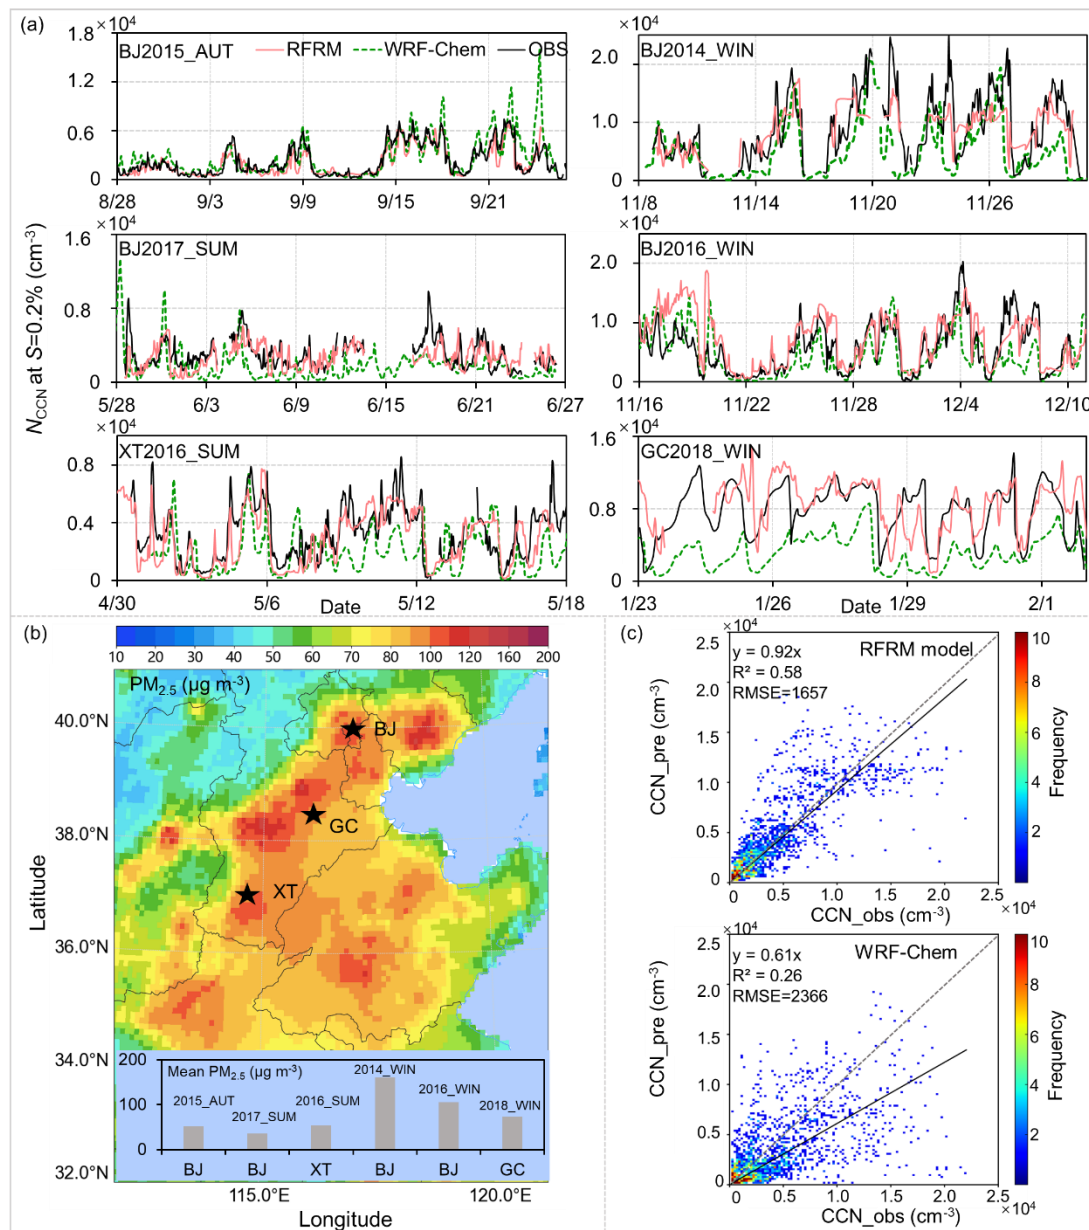 (a)
×10⁴
1.8
BJ2015_AUT
RFRM
WRF-Chem
OBS
1.2
0.6
0
8/28
9/3
9/9
9/15
9/21
×10⁴
BJ2014_WIN
2.0
1.0
0
11/8
11/14
11/20
11/26
N_CCN at S=0.2% (cm⁻³)
×10⁴
1.6
BJ2017_SUM
0.8
0
5/28
6/3
6/9
6/15
6/21
6/27
×10⁴
BJ2016_WIN
2.0
1.0
0
11/16
11/22
11/28
12/4
12/10
×10⁴
XT2016_SUM
0.8
0.4
0
4/30
5/6
5/12
5/18
Date
×10⁴
1.6
GC2018_WIN
0.8
0
1/23
1/26
1/29
2/1
Date
(b)
10 20 30 40 50 60 70 80 100 120 160 200
PM₂.₅ (μg m⁻³)
40.0°N
38.0°N
36.0°N
34.0°N
32.0°N
Latitude
BJ
GC
XT
200
100
0
Mean PM₂.₅ (μg m⁻³)
2015_AUT
2017_SUM
2016_SUM
2014_WIN
2016_WIN
2018_WIN
BJ BJ XT BJ BJ GC
115.0°E 120.0°E
Longitude
(c)
×10⁴
2.5
2.0
1.5
1.0
0.5
0
CCN_pre (cm⁻³)
y = 0.92x
R² = 0.58
RMSE=1657
RFRM model
0 0.5 1.0 1.5 2.0 2.5
CCN_obs (cm⁻³)
×10⁴
10
8
6
4
2
Frequency
×10⁴
2.5
2.0
1.5
1.0
0.5
0
CCN_pre (cm⁻³)
y = 0.61x
R² = 0.26
RMSE=2366
WRF-Chem
0 0.5 1.0 1.5 2.0 2.5
CCN_obs (cm⁻³)
×10⁴
10
8
6
4
2
Frequency